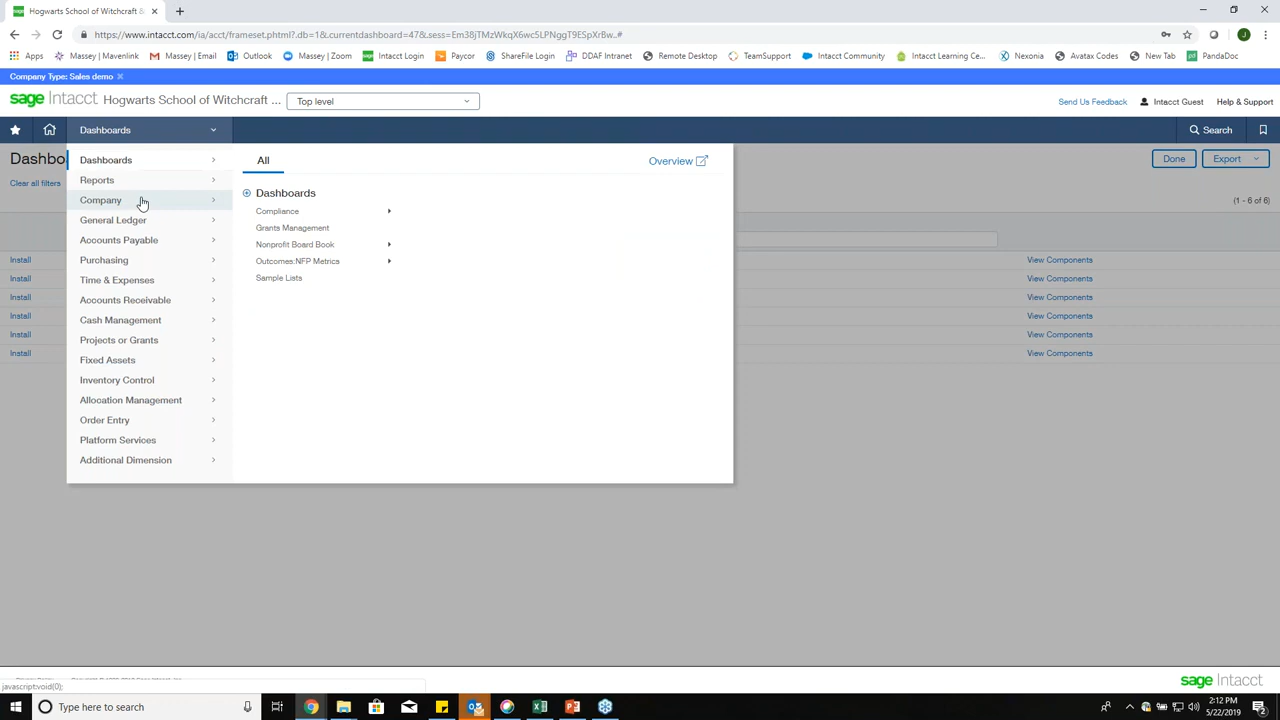 Hogwarts School of Witchcraft &
https://www.intacct.com/ia/acct/frameset.phtml?.db=1&.currentdashboard=47&.sess=Em38jTMzWkqX6wc5LPNggT9ESpXrBw..#
J
Apps Massey | Mavenlink Massey | Email Outlook Massey | Zoom Paycor ShareFile Login Intacct Login DDAF Intranet Remote Desktop TeamSupport Intacct Community Intacct Learning Ce... Nexonia Avatax Codes New Tab PandaDoc
Company Type: Sales demo
sage Intacct Hogwarts School of Witchcraft ... Top level Send Us Feedback Intacct Guest Help & Support
Dashboards Search
Dashbo Done Export
Clear all filters
(1 - 6 of 6)
Dashboards
Reports
Company
General Ledger
Accounts Payable
Purchasing
Time & Expenses
Accounts Receivable
Cash Management
Projects or Grants
Fixed Assets
Inventory Control
Allocation Management
Order Entry
Platform Services
Additional Dimension
All Overview
Dashboards
Compliance
Grants Management
Nonprofit Board Book
Outcomes:NFP Metrics
Sample Lists
Install View Components
Install View Components
Install View Components
Install View Components
Install View Components
Install View Components
javascript:void(0);
sage Intacct
Type here to search
2:12 PM
5/22/2019
2